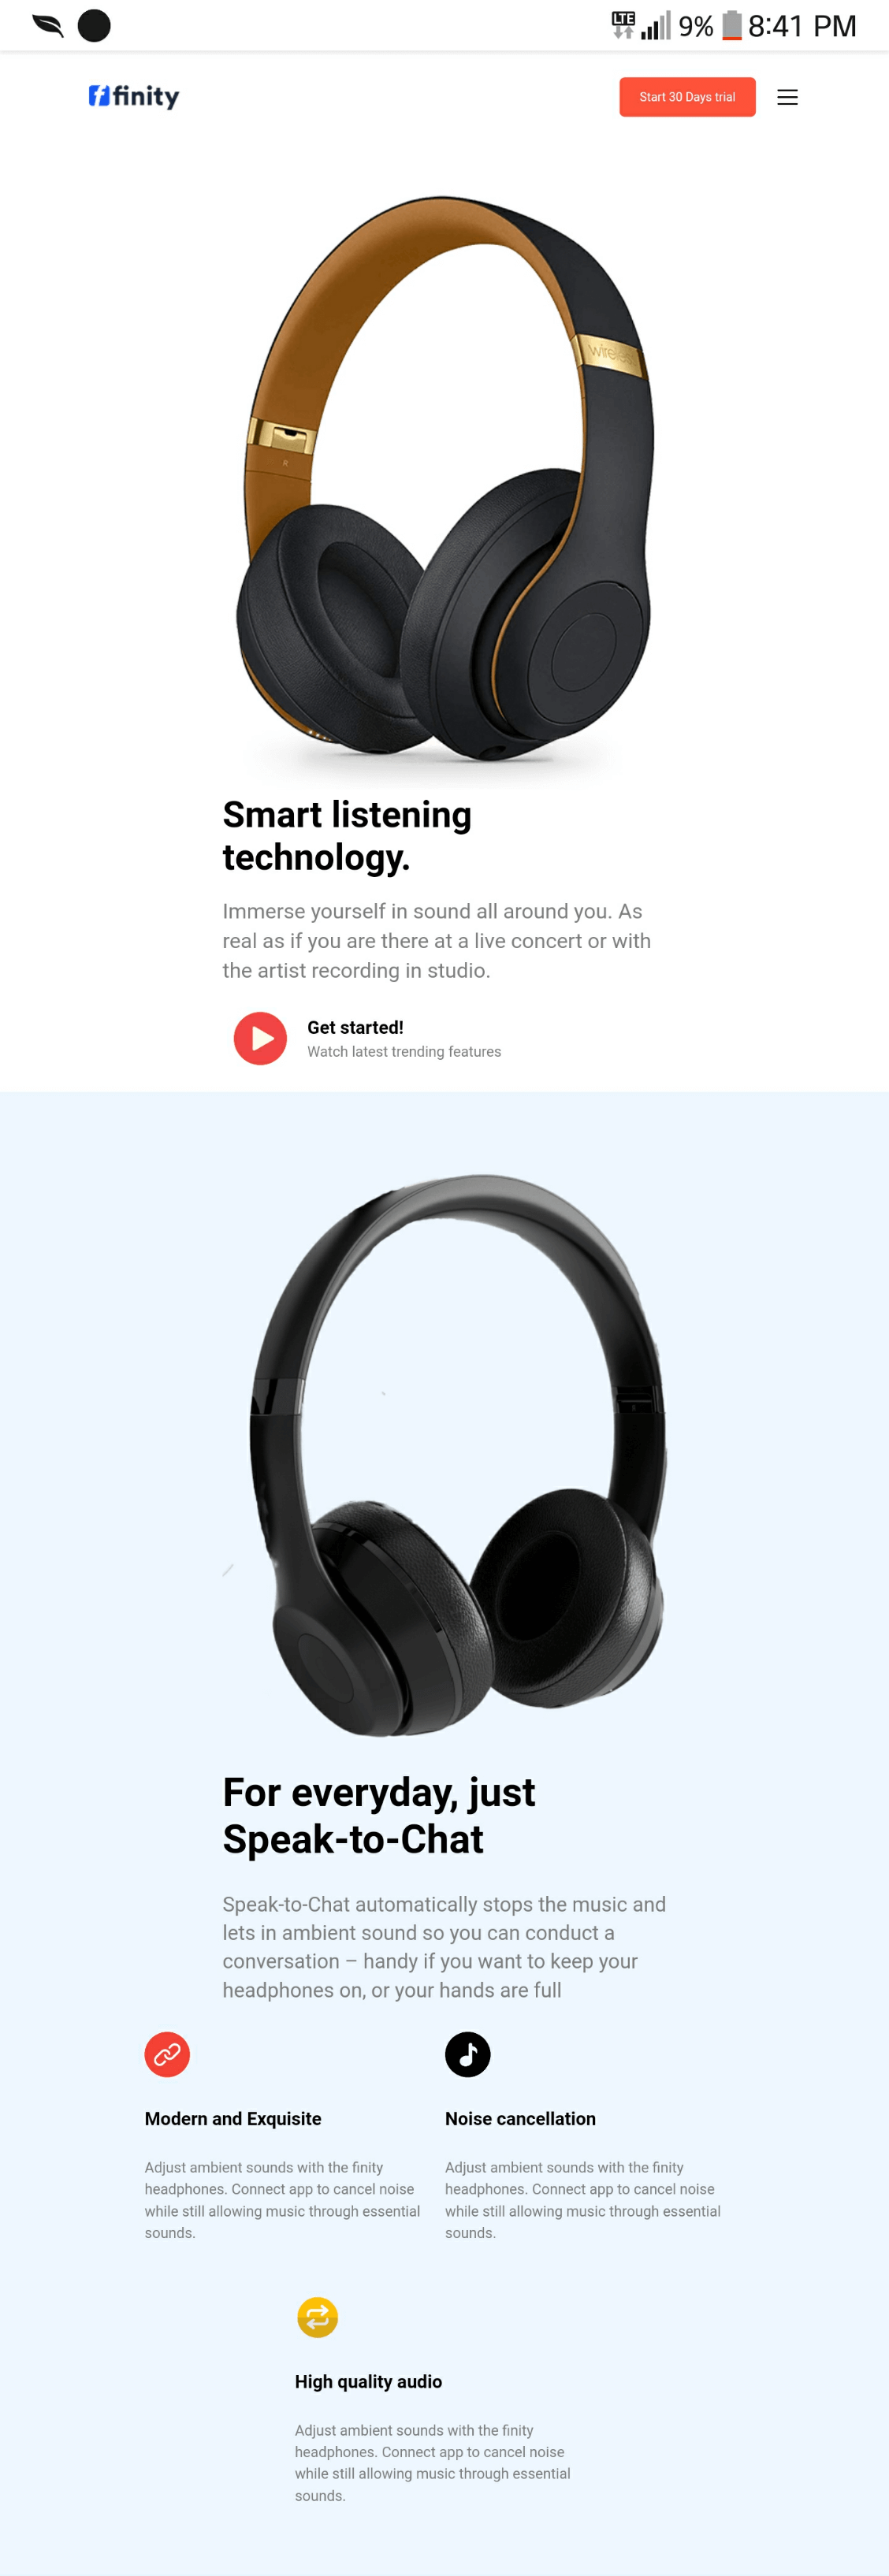 LTE 9% 8:41 PM
finity
Start 30 Days trial
wireless
R
Smart listening
technology.
Immerse yourself in sound all around you. As
real as if you are there at a live concert or with
the artist recording in studio.
Get started!
Watch latest trending features
For everyday, just
Speak-to-Chat
Speak-to-Chat automatically stops the music and
lets in ambient sound so you can conduct a
conversation – handy if you want to keep your
headphones on, or your hands are full
Modern and Exquisite
Adjust ambient sounds with the finity
headphones. Connect app to cancel noise
while still allowing music through essential
sounds.
Noise cancellation
Adjust ambient sounds with the finity
headphones. Connect app to cancel noise
while still allowing music through essential
sounds.
High quality audio
Adjust ambient sounds with the finity
headphones. Connect app to cancel noise
while still allowing music through essential
sounds.